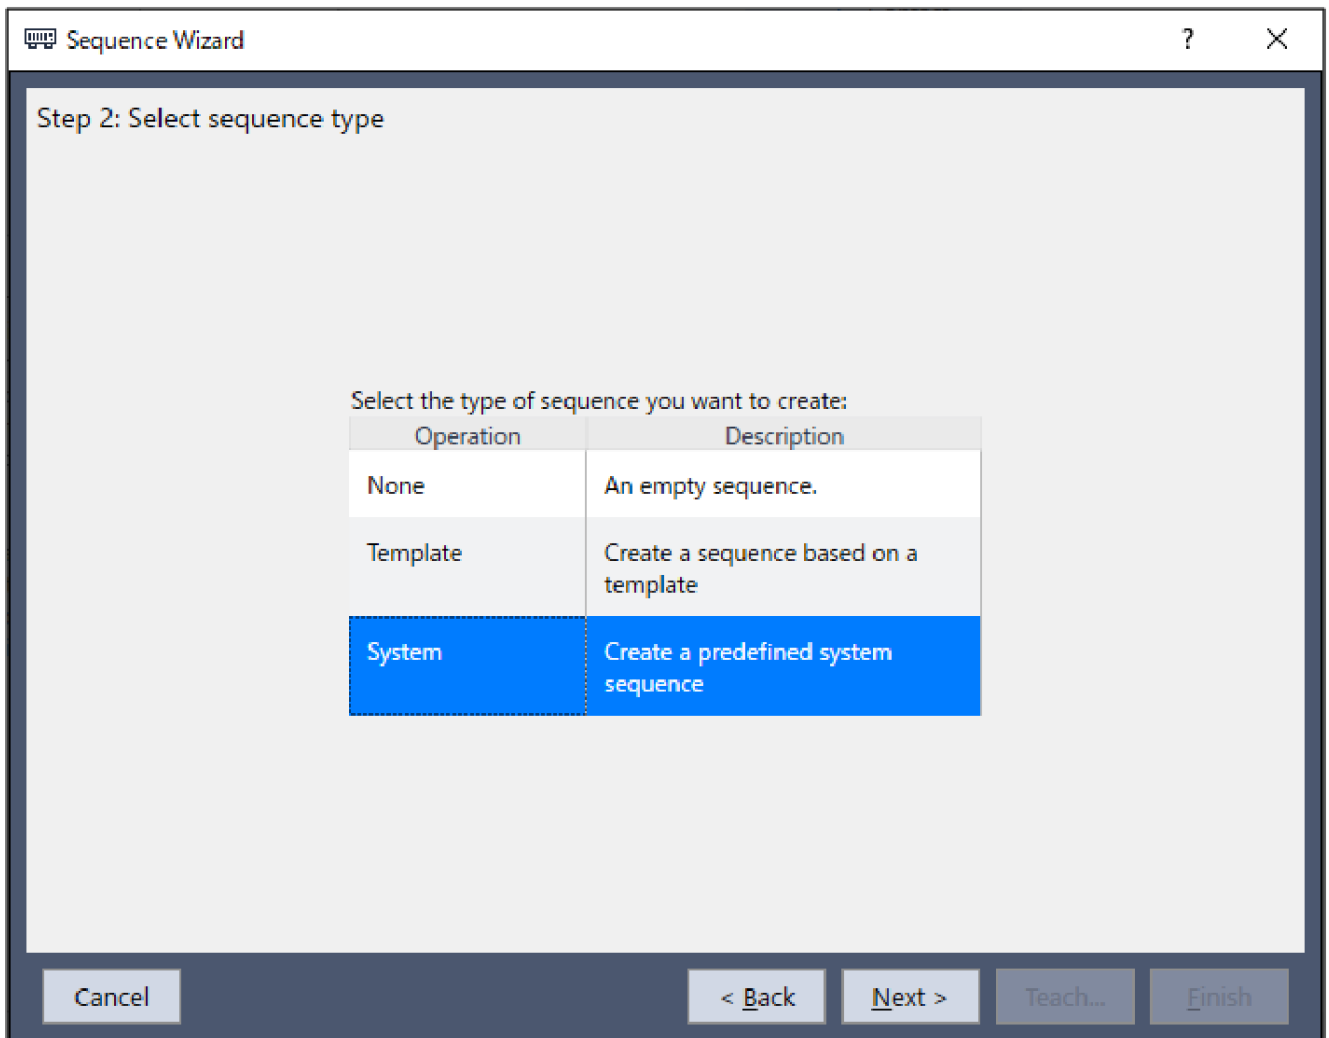 Sequence Wizard
?
Step 2: Select sequence type
Select the type of sequence you want to create:
Operation Description
None An empty sequence.
Template Create a sequence based on a
template
System Create a predefined system
sequence
Cancel < Back Next > Teach... Finish